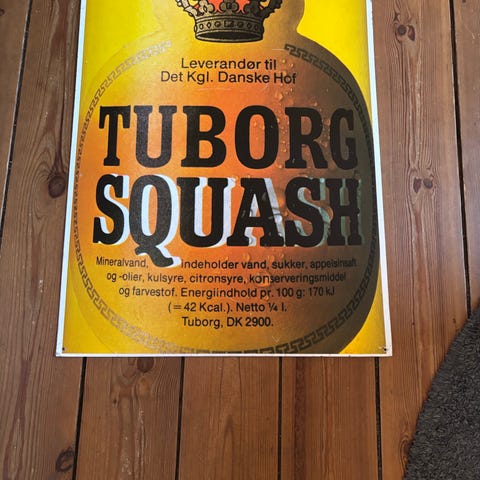 Leverandør til
Det Kgl. Danske Hof
TUBORG
SQUASH
Mineralvand, indeholder vand, sukker, appelsinsaft
og -olier, kulsyre, citronsyre, konserveringsmiddel
og farvestof. Energiindhold pr. 100 g: 170 kJ
(= 42 Kcal.). Netto ¼ l.
Tuborg, DK 2900.